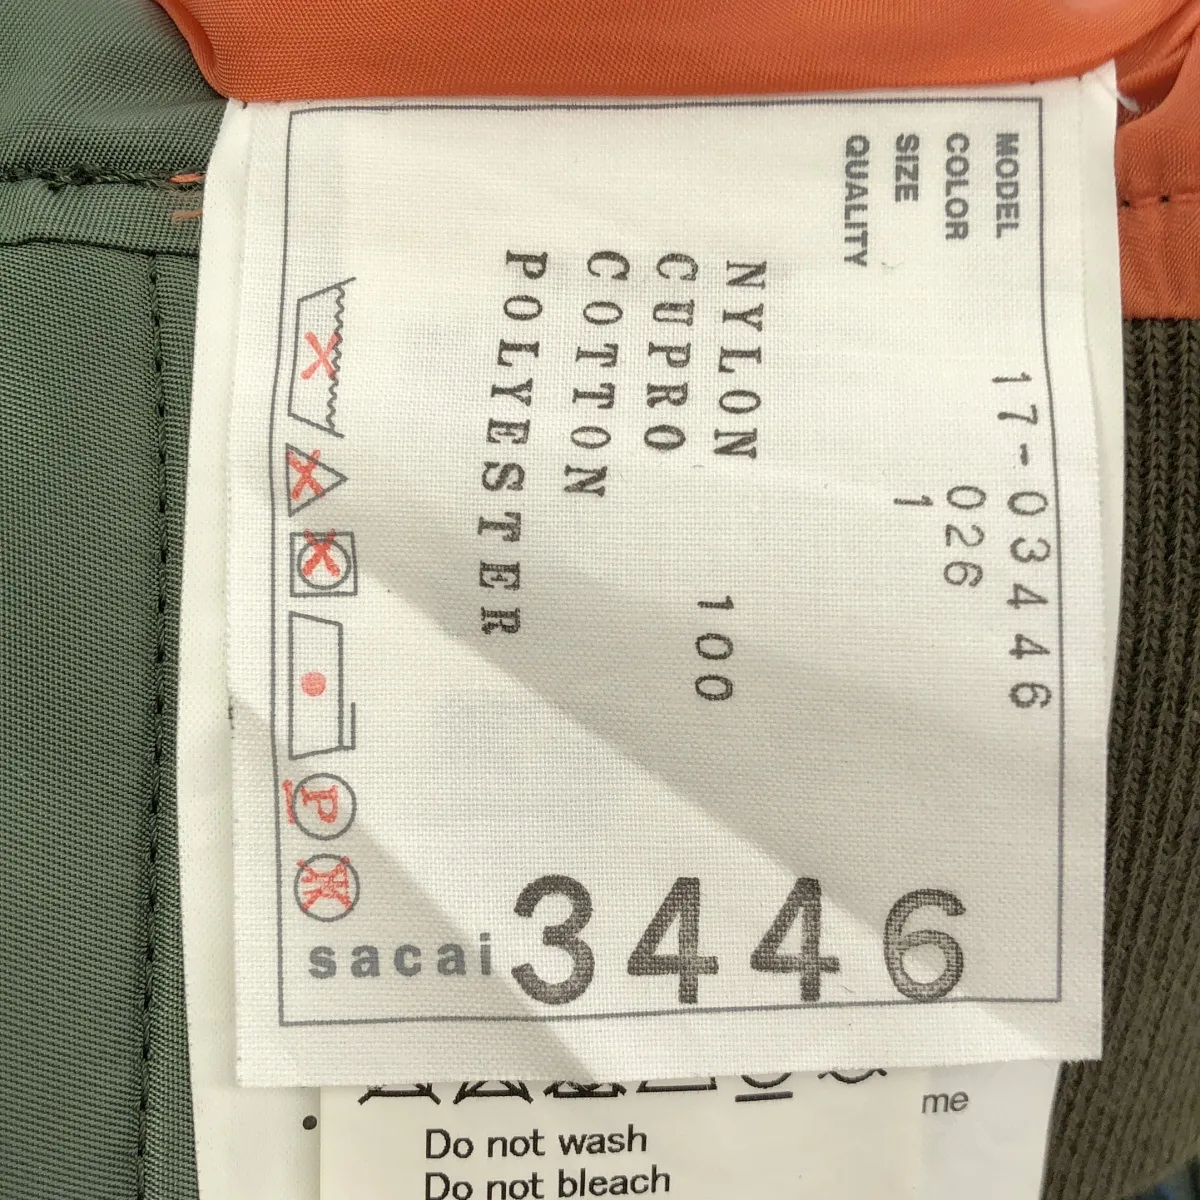 MODEL 17-03446
COLOR 026
SIZE 1
QUALITY
NYLON 100
CUPRO
COTTON
POLYESTER
P
sacai
3446
me
Do not wash
Do not bleach